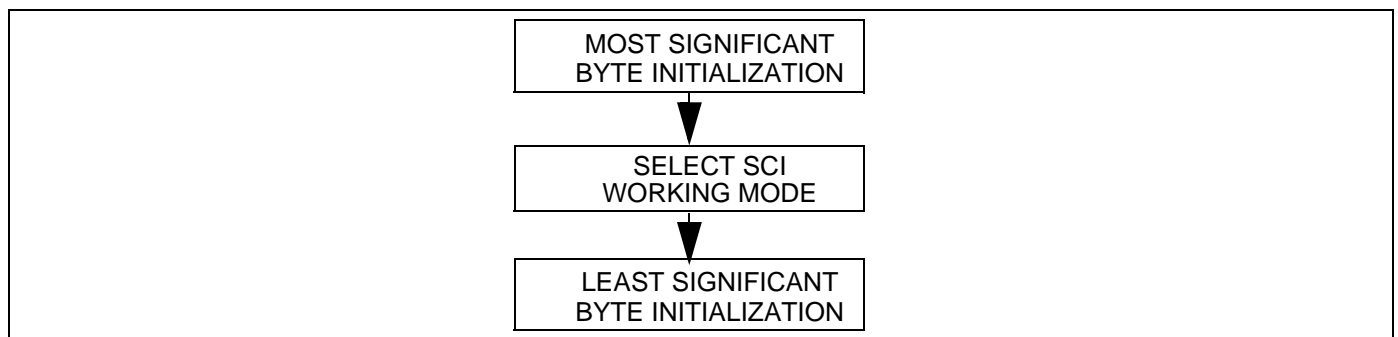 MOST SIGNIFICANT
BYTE INITIALIZATION
SELECT SCI
WORKING MODE
LEAST SIGNIFICANT
BYTE INITIALIZATION